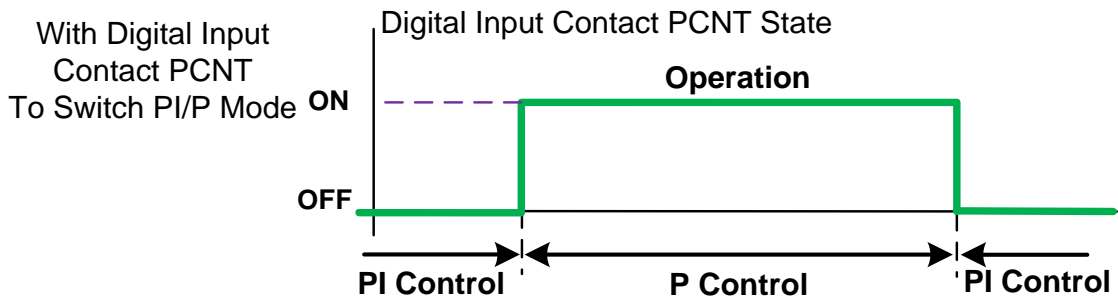 With Digital Input
Contact PCNT
To Switch PI/P Mode
Digital Input Contact PCNT State
Operation
ON
OFF
PI Control
P Control
PI Control